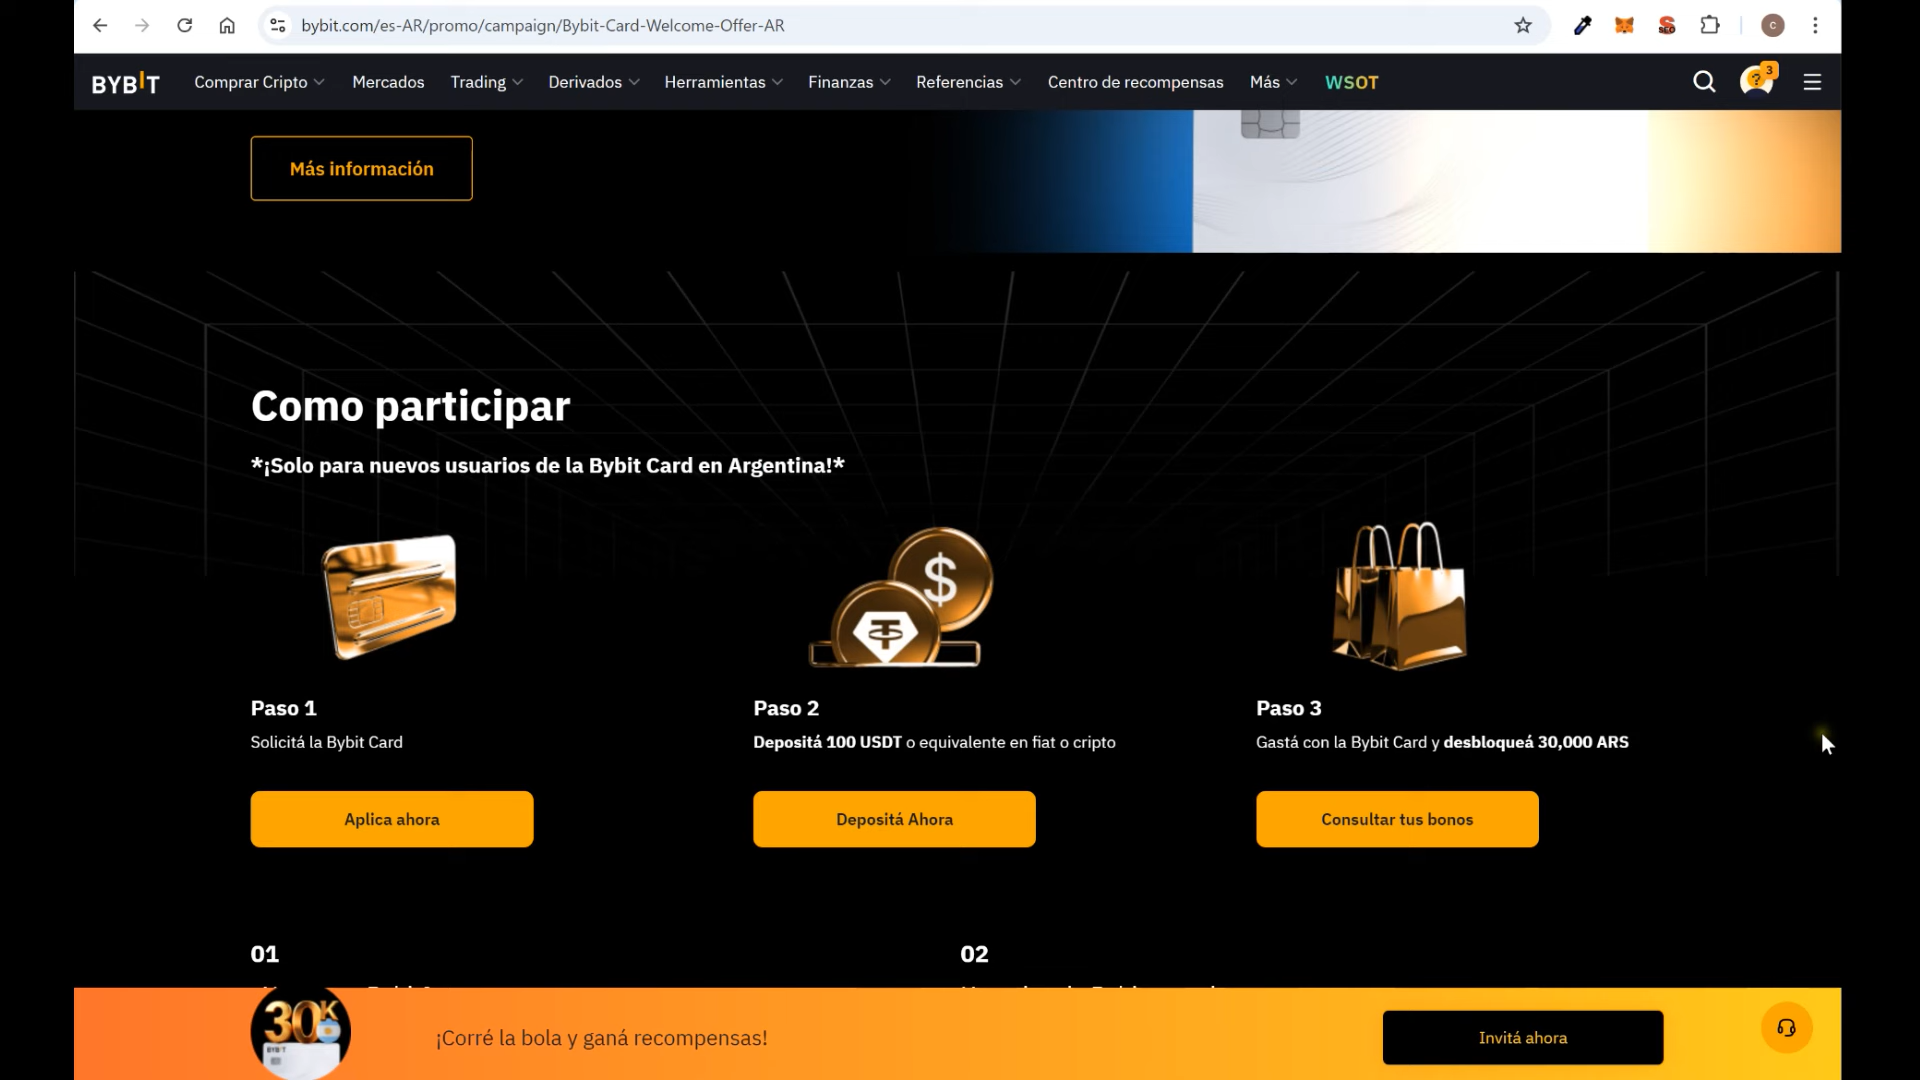 bybit.com/es-AR/promo/campaign/Bybit-Card-Welcome-Offer-AR
C
BYBIT Comprar Cripto Mercados Trading Derivados Herramientas Finanzas Referencias Centro de recompensas Más WSOT 3
Más información
Como participar
*¡Solo para nuevos usuarios de la Bybit Card en Argentina!*
Paso 1
Solicitá la Bybit Card
Aplica ahora
Paso 2
Depositá 100 USDT o equivalente en fiat o cripto
Depositá Ahora
Paso 3
Gastá con la Bybit Card y desbloqueá 30,000 ARS
Consultar tus bonos
01
02
30K
BYBIT
¡Corré la bola y ganá recompensas!
Invitá ahora